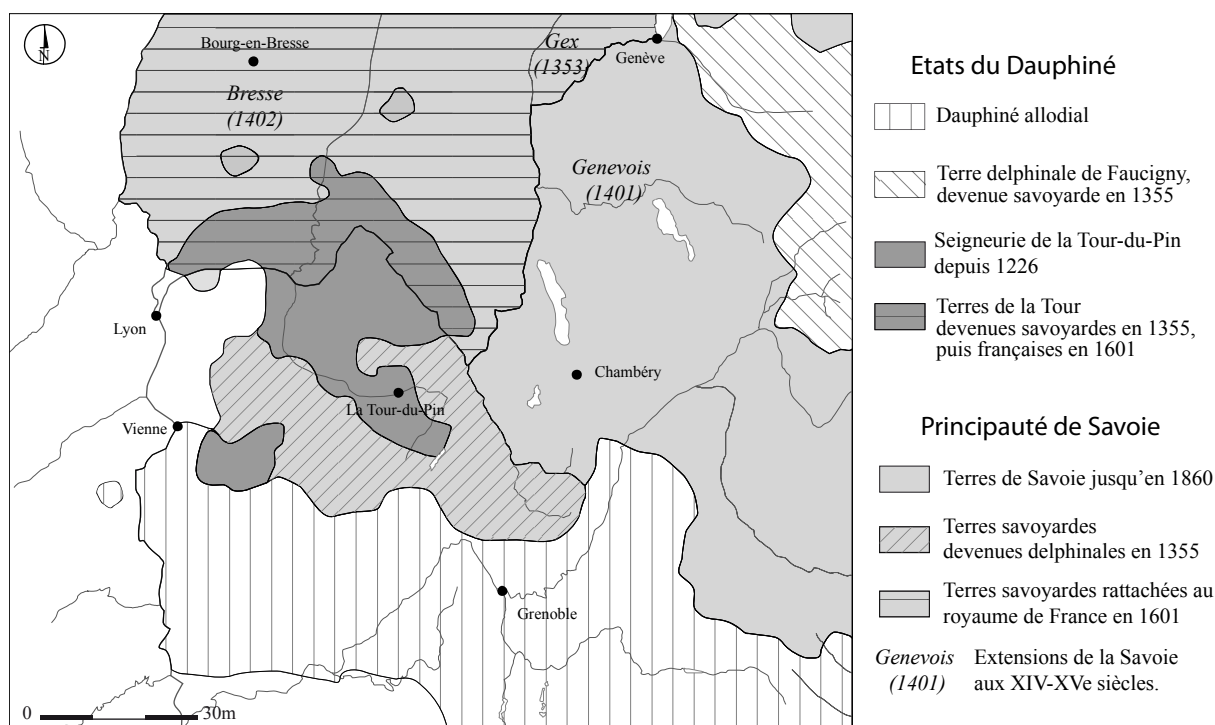 N
Bourg-en-Bresse
Bresse
(1402)
Gex
(1353)
Genève
Genevois
(1401)
Lyon
Chambéry
La Tour-du-Pin
Vienne
Grenoble
0 30m
Etats du Dauphiné
Dauphiné allodial
Terre delphinale de Faucigny,
devenue savoyarde en 1355
Seigneurie de la Tour-du-Pin
depuis 1226
Terres de la Tour
devenues savoyardes en 1355,
puis françaises en 1601
Principauté de Savoie
Terres de Savoie jusqu'en 1860
Terres savoyardes
devenues delphinales en 1355
Terres savoyardes rattachées au
royaume de France en 1601
Genevois
(1401)
Extensions de la Savoie
aux XIV-XVe siècles.